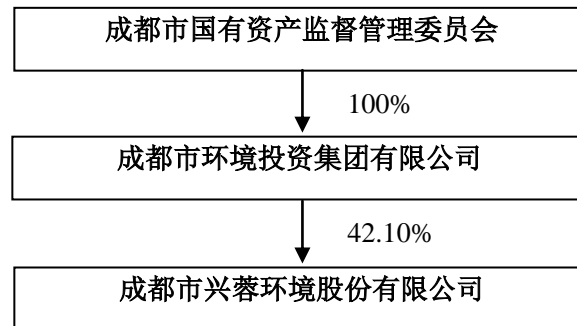 成都市国有资产监督管理委员会
100%
成都市环境投资集团有限公司
42.10%
成都市兴蓉环境股份有限公司